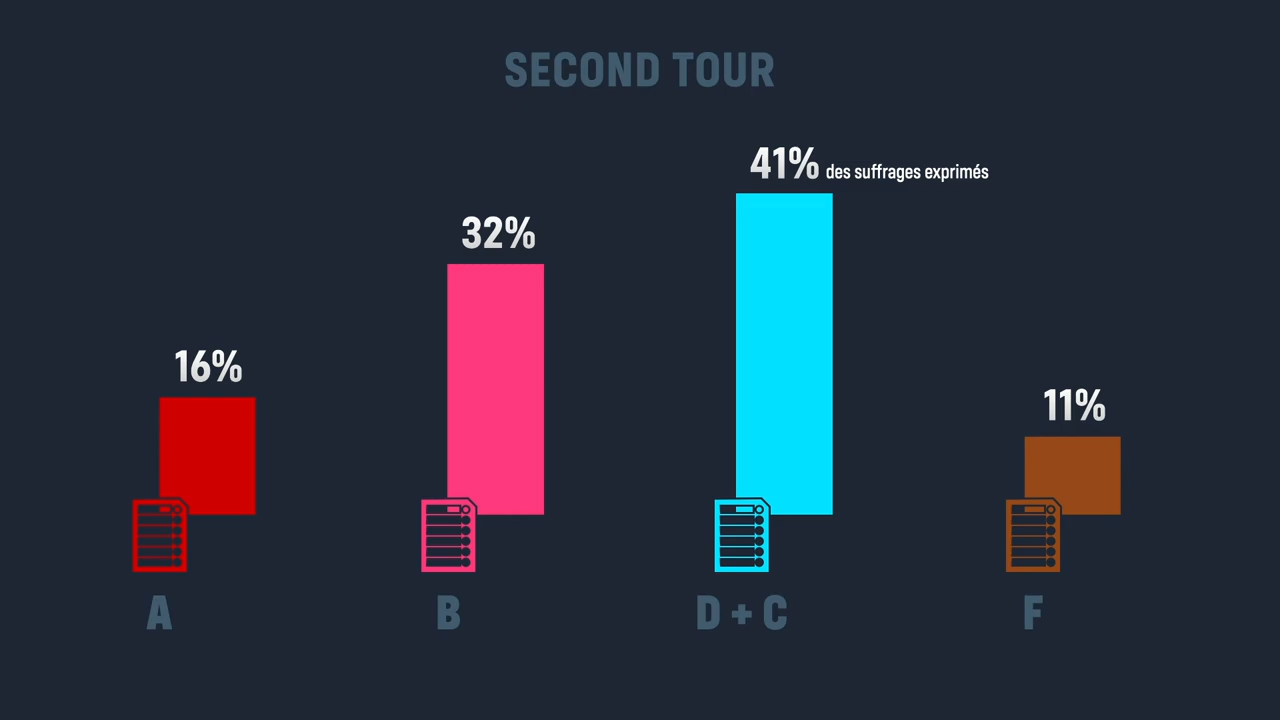 SECOND TOUR
41% des suffrages exprimés
32%
16%
11%
A
B
D + C
F